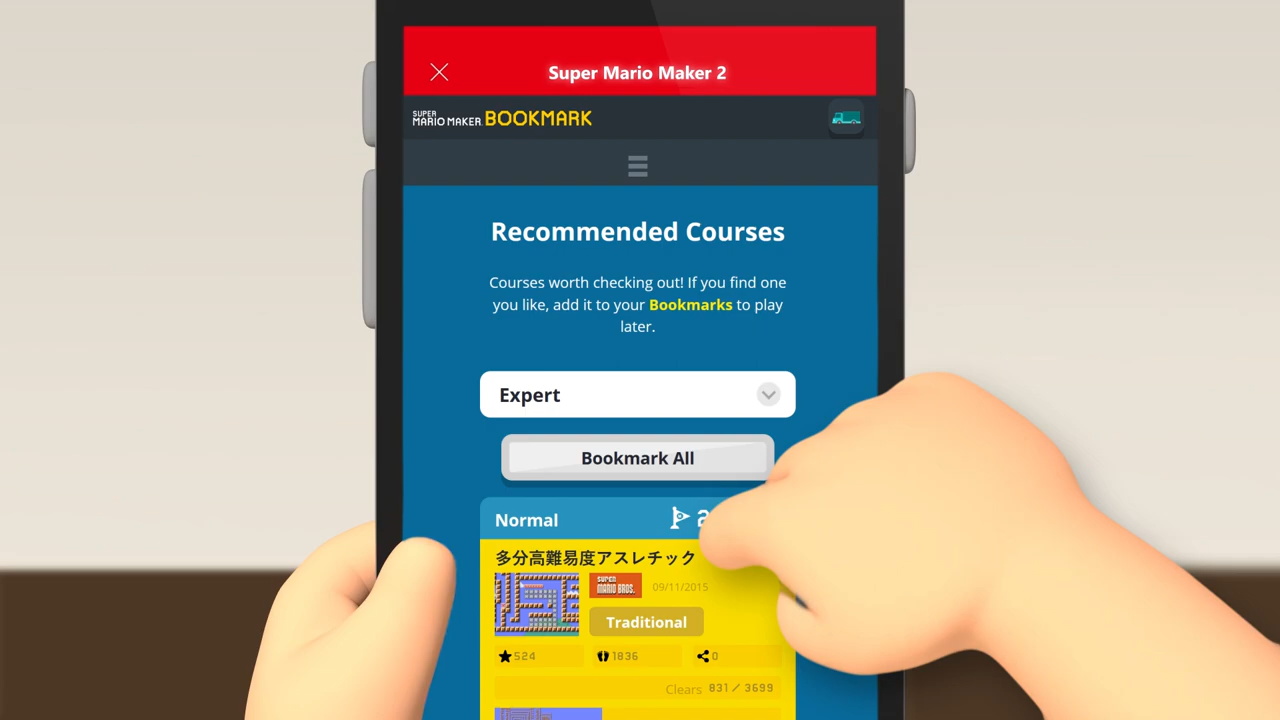 Super Mario Maker 2
SUPER MARIO MAKER BOOKMARK
Recommended Courses
Courses worth checking out! If you find one
you like, add it to your Bookmarks to play
later.
Expert
Bookmark All
Normal
多分高難易度アスレチック
SUPER MARIO BROS. 09/11/2015
Traditional
524 1836 0
Clears 831 / 3699